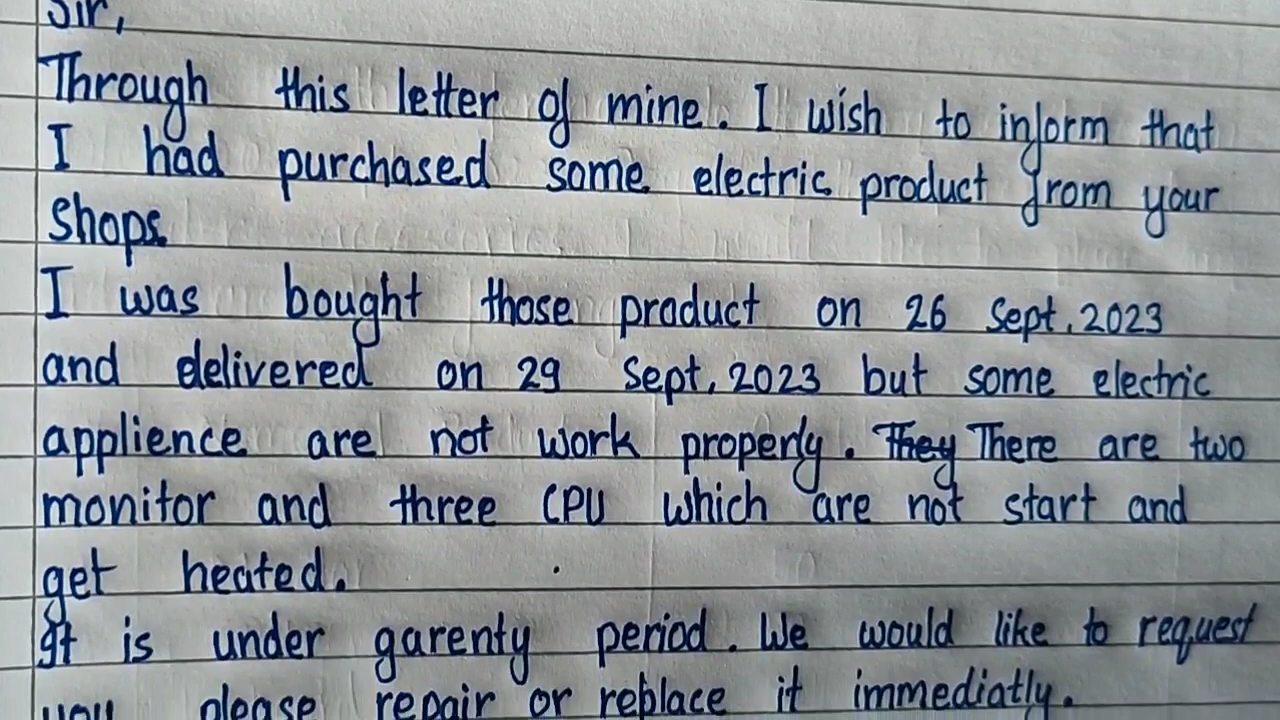 Sir,
Through this letter of mine. I wish to inform that
I had purchased some electric product from your
shops.
I was bought those product on 26 Sept, 2023
and delivered on 29 Sept, 2023 but some electric
applience are not work properly. They There are two
monitor and three CPU which are not start and
get heated.
It is under garenty period. We would like to request
you please repair or replace it immediatly.